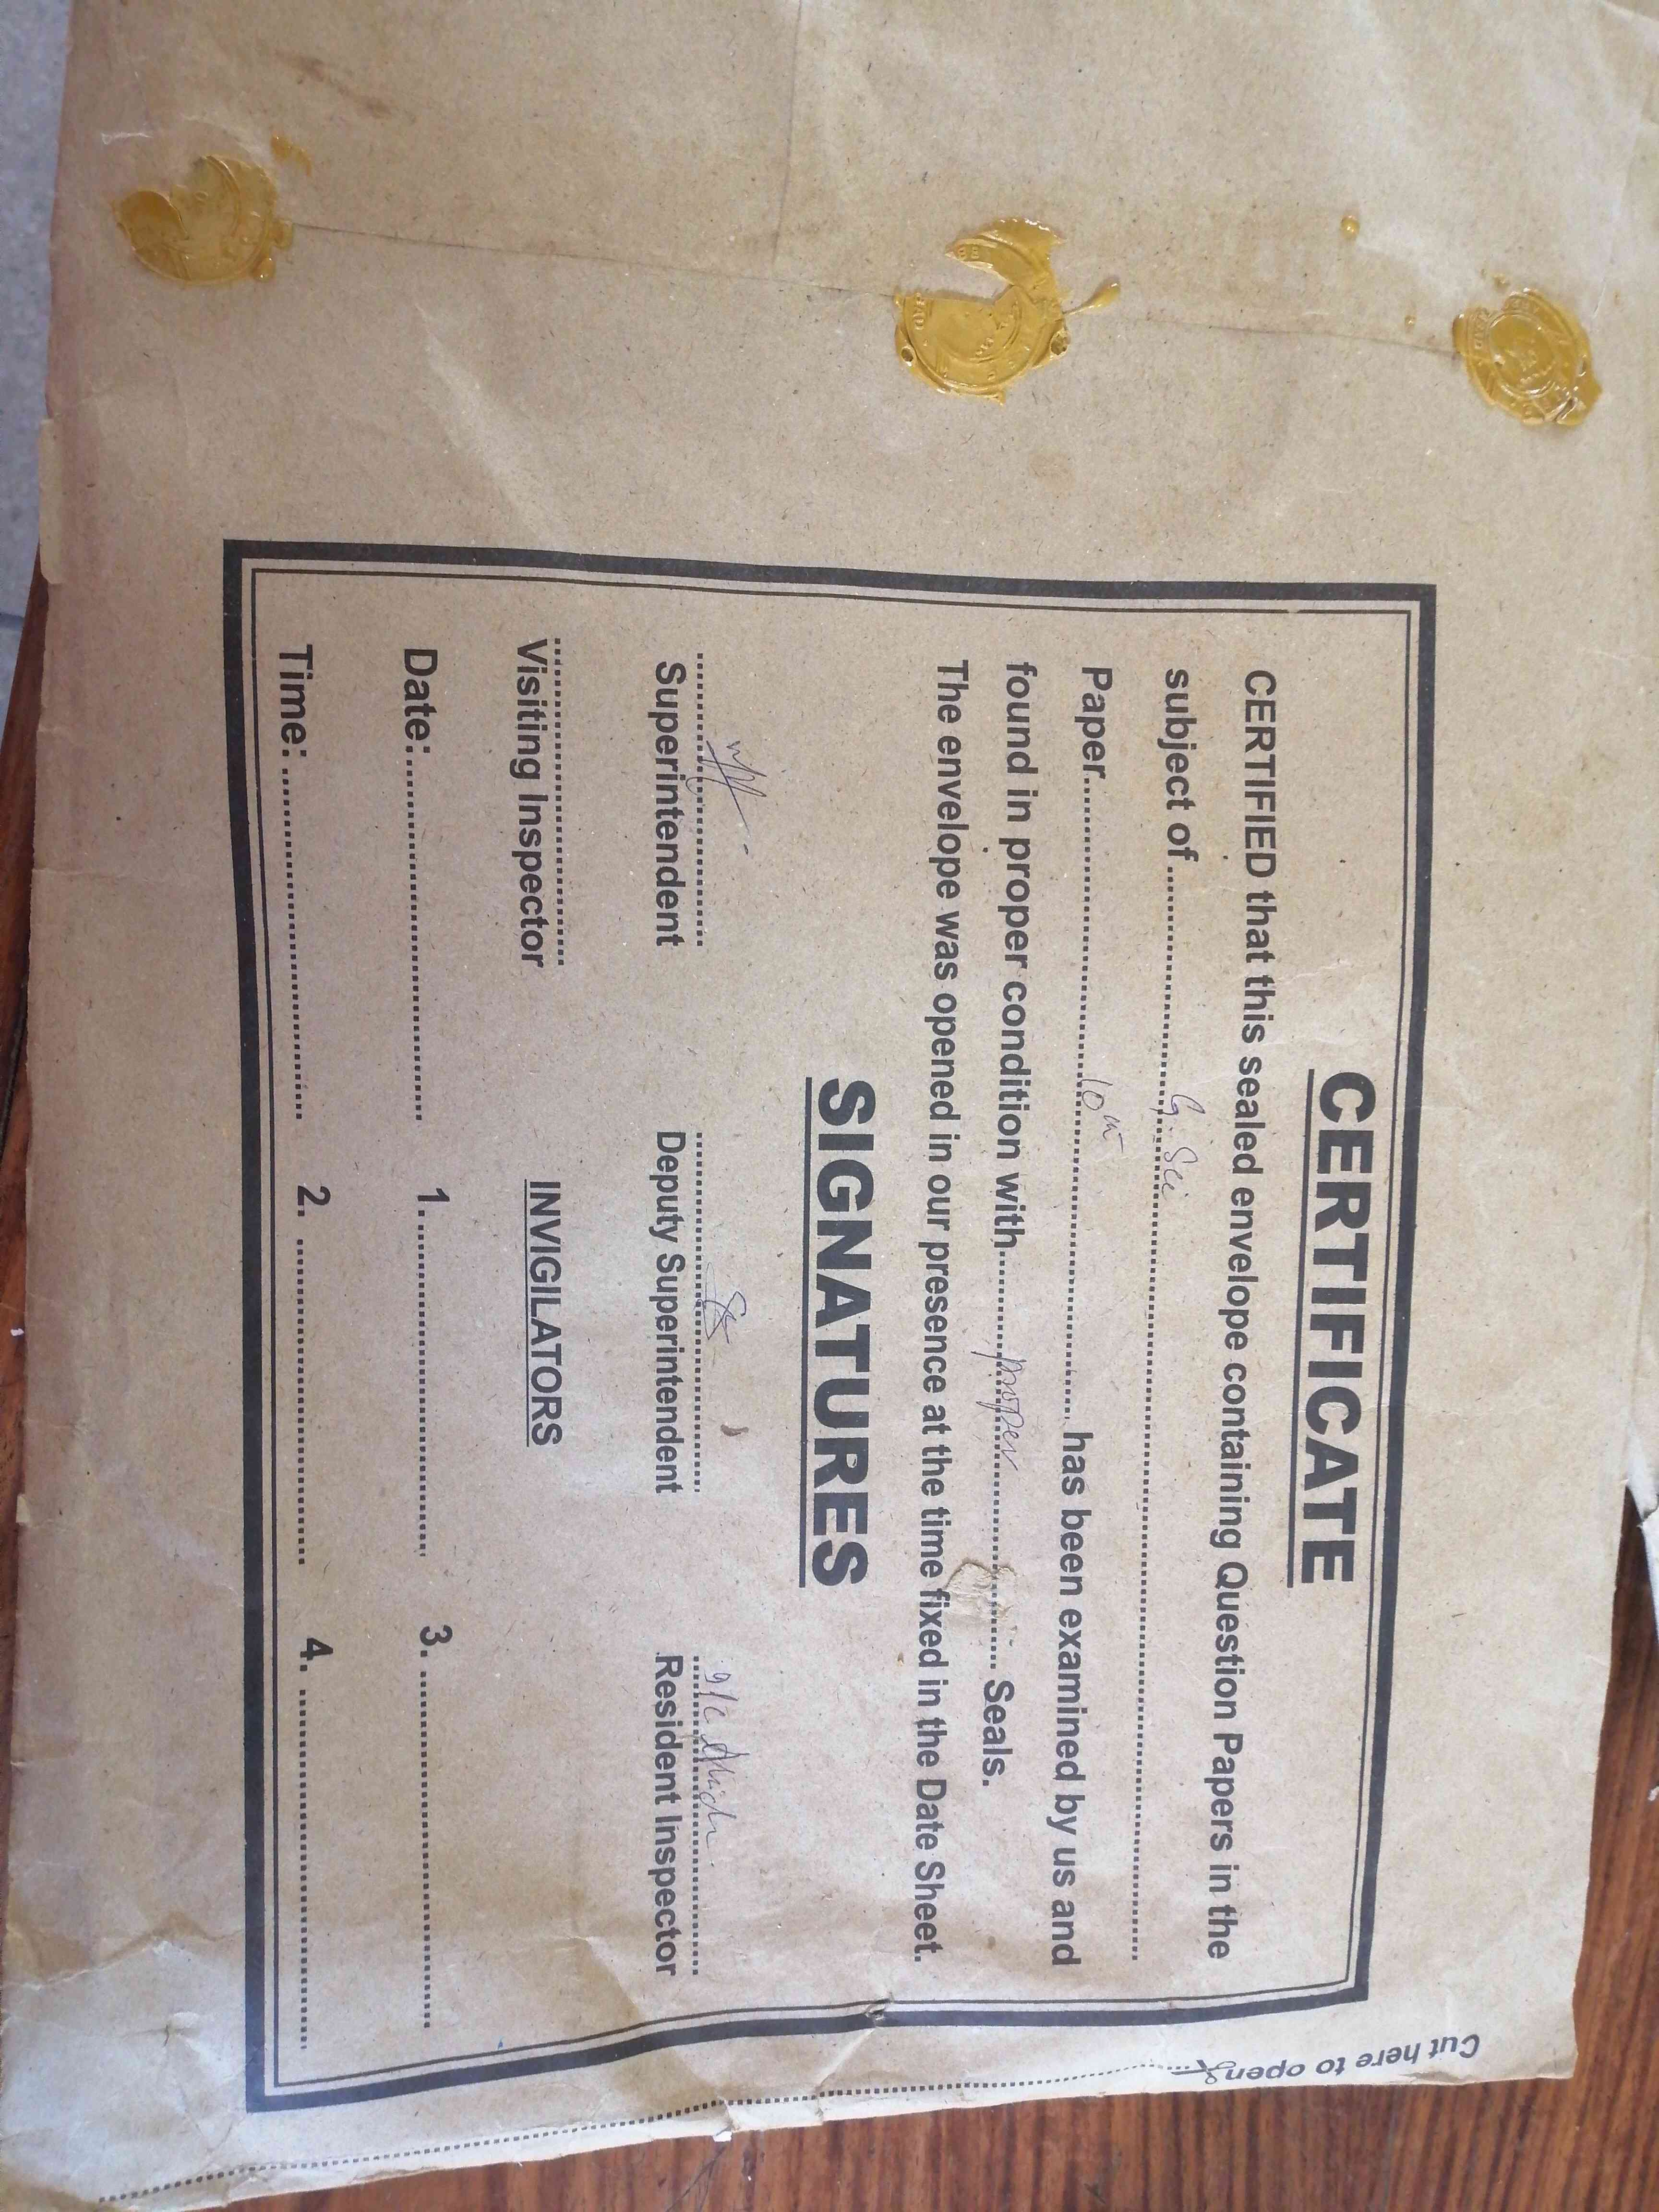 CERTIFICATE
CERTIFIED that this sealed envelope containing Question Papers in the
subject of........G. Sci........
Paper........10th........has been examined by us and
found in proper condition with........proper........Seals.
The envelope was opened in our presence at the time fixed in the Date Sheet.
SIGNATURES
Superintendent Deputy Superintendent Resident Inspector
Visiting Inspector INVIGILATORS
Date:........ 1......... 3. ........
Time: ........ 2. ........ 4. ........
Cut here to open